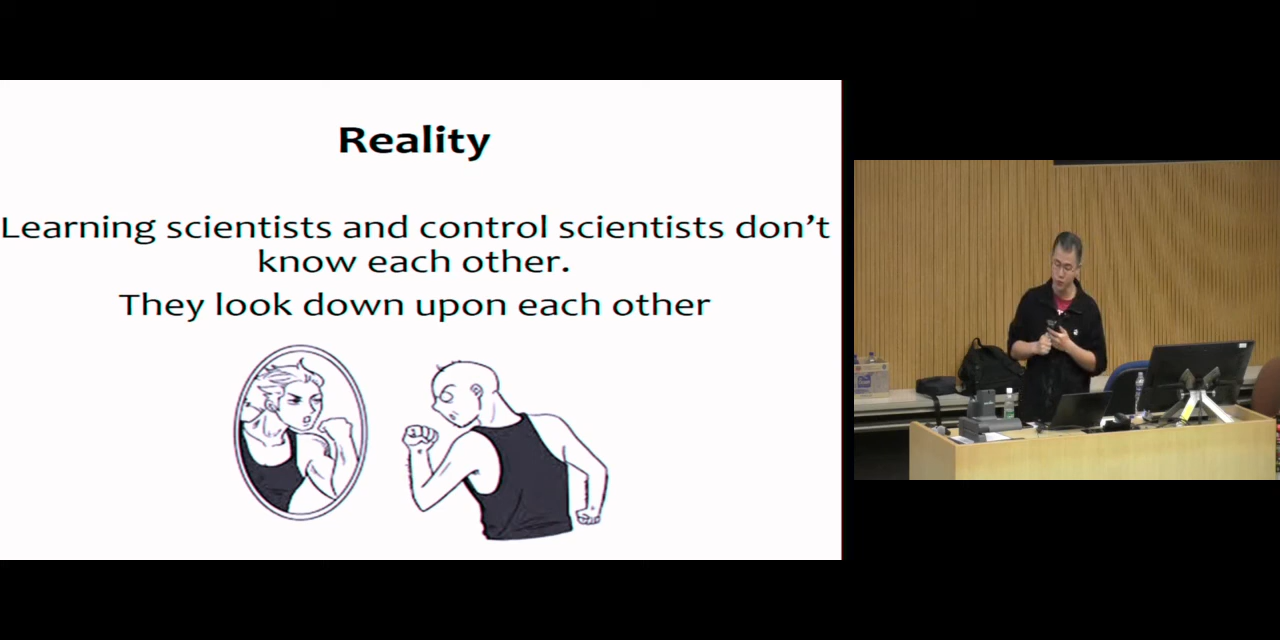 Reality
Learning scientists and control scientists don't
know each other.
They look down upon each other